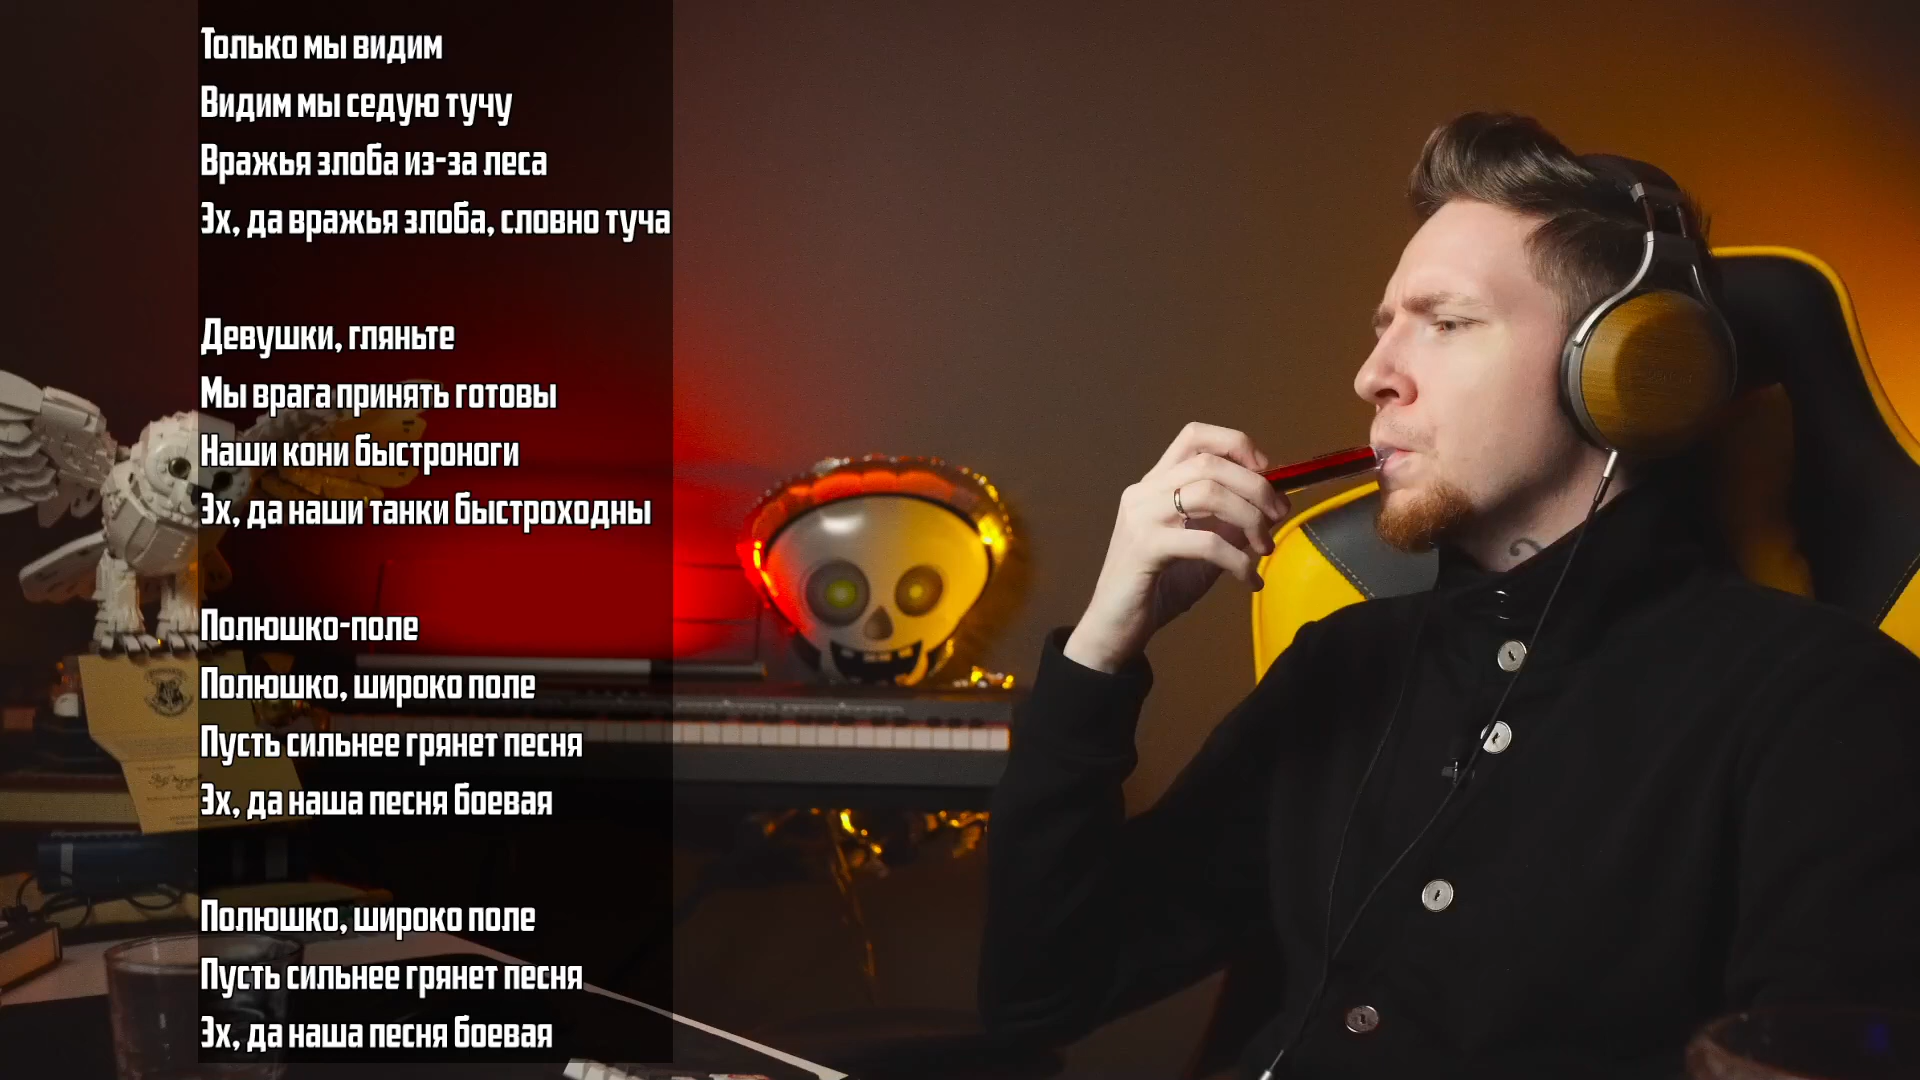 Только мы видим
Видим мы седую тучу
Вражья злоба из-за леса
Эх, да вражья злоба, словно туча
Девушки, гляньте
Мы врага принять готовы
Наши кони быстроноги
Эх, да наши танки быстроходны
Полюшко-поле
Полюшко, широко поле
Пусть сильнее грянет песня
Эх, да наша песня боевая
Полюшко, широко поле
Пусть сильнее грянет песня
Эх, да наша песня боевая